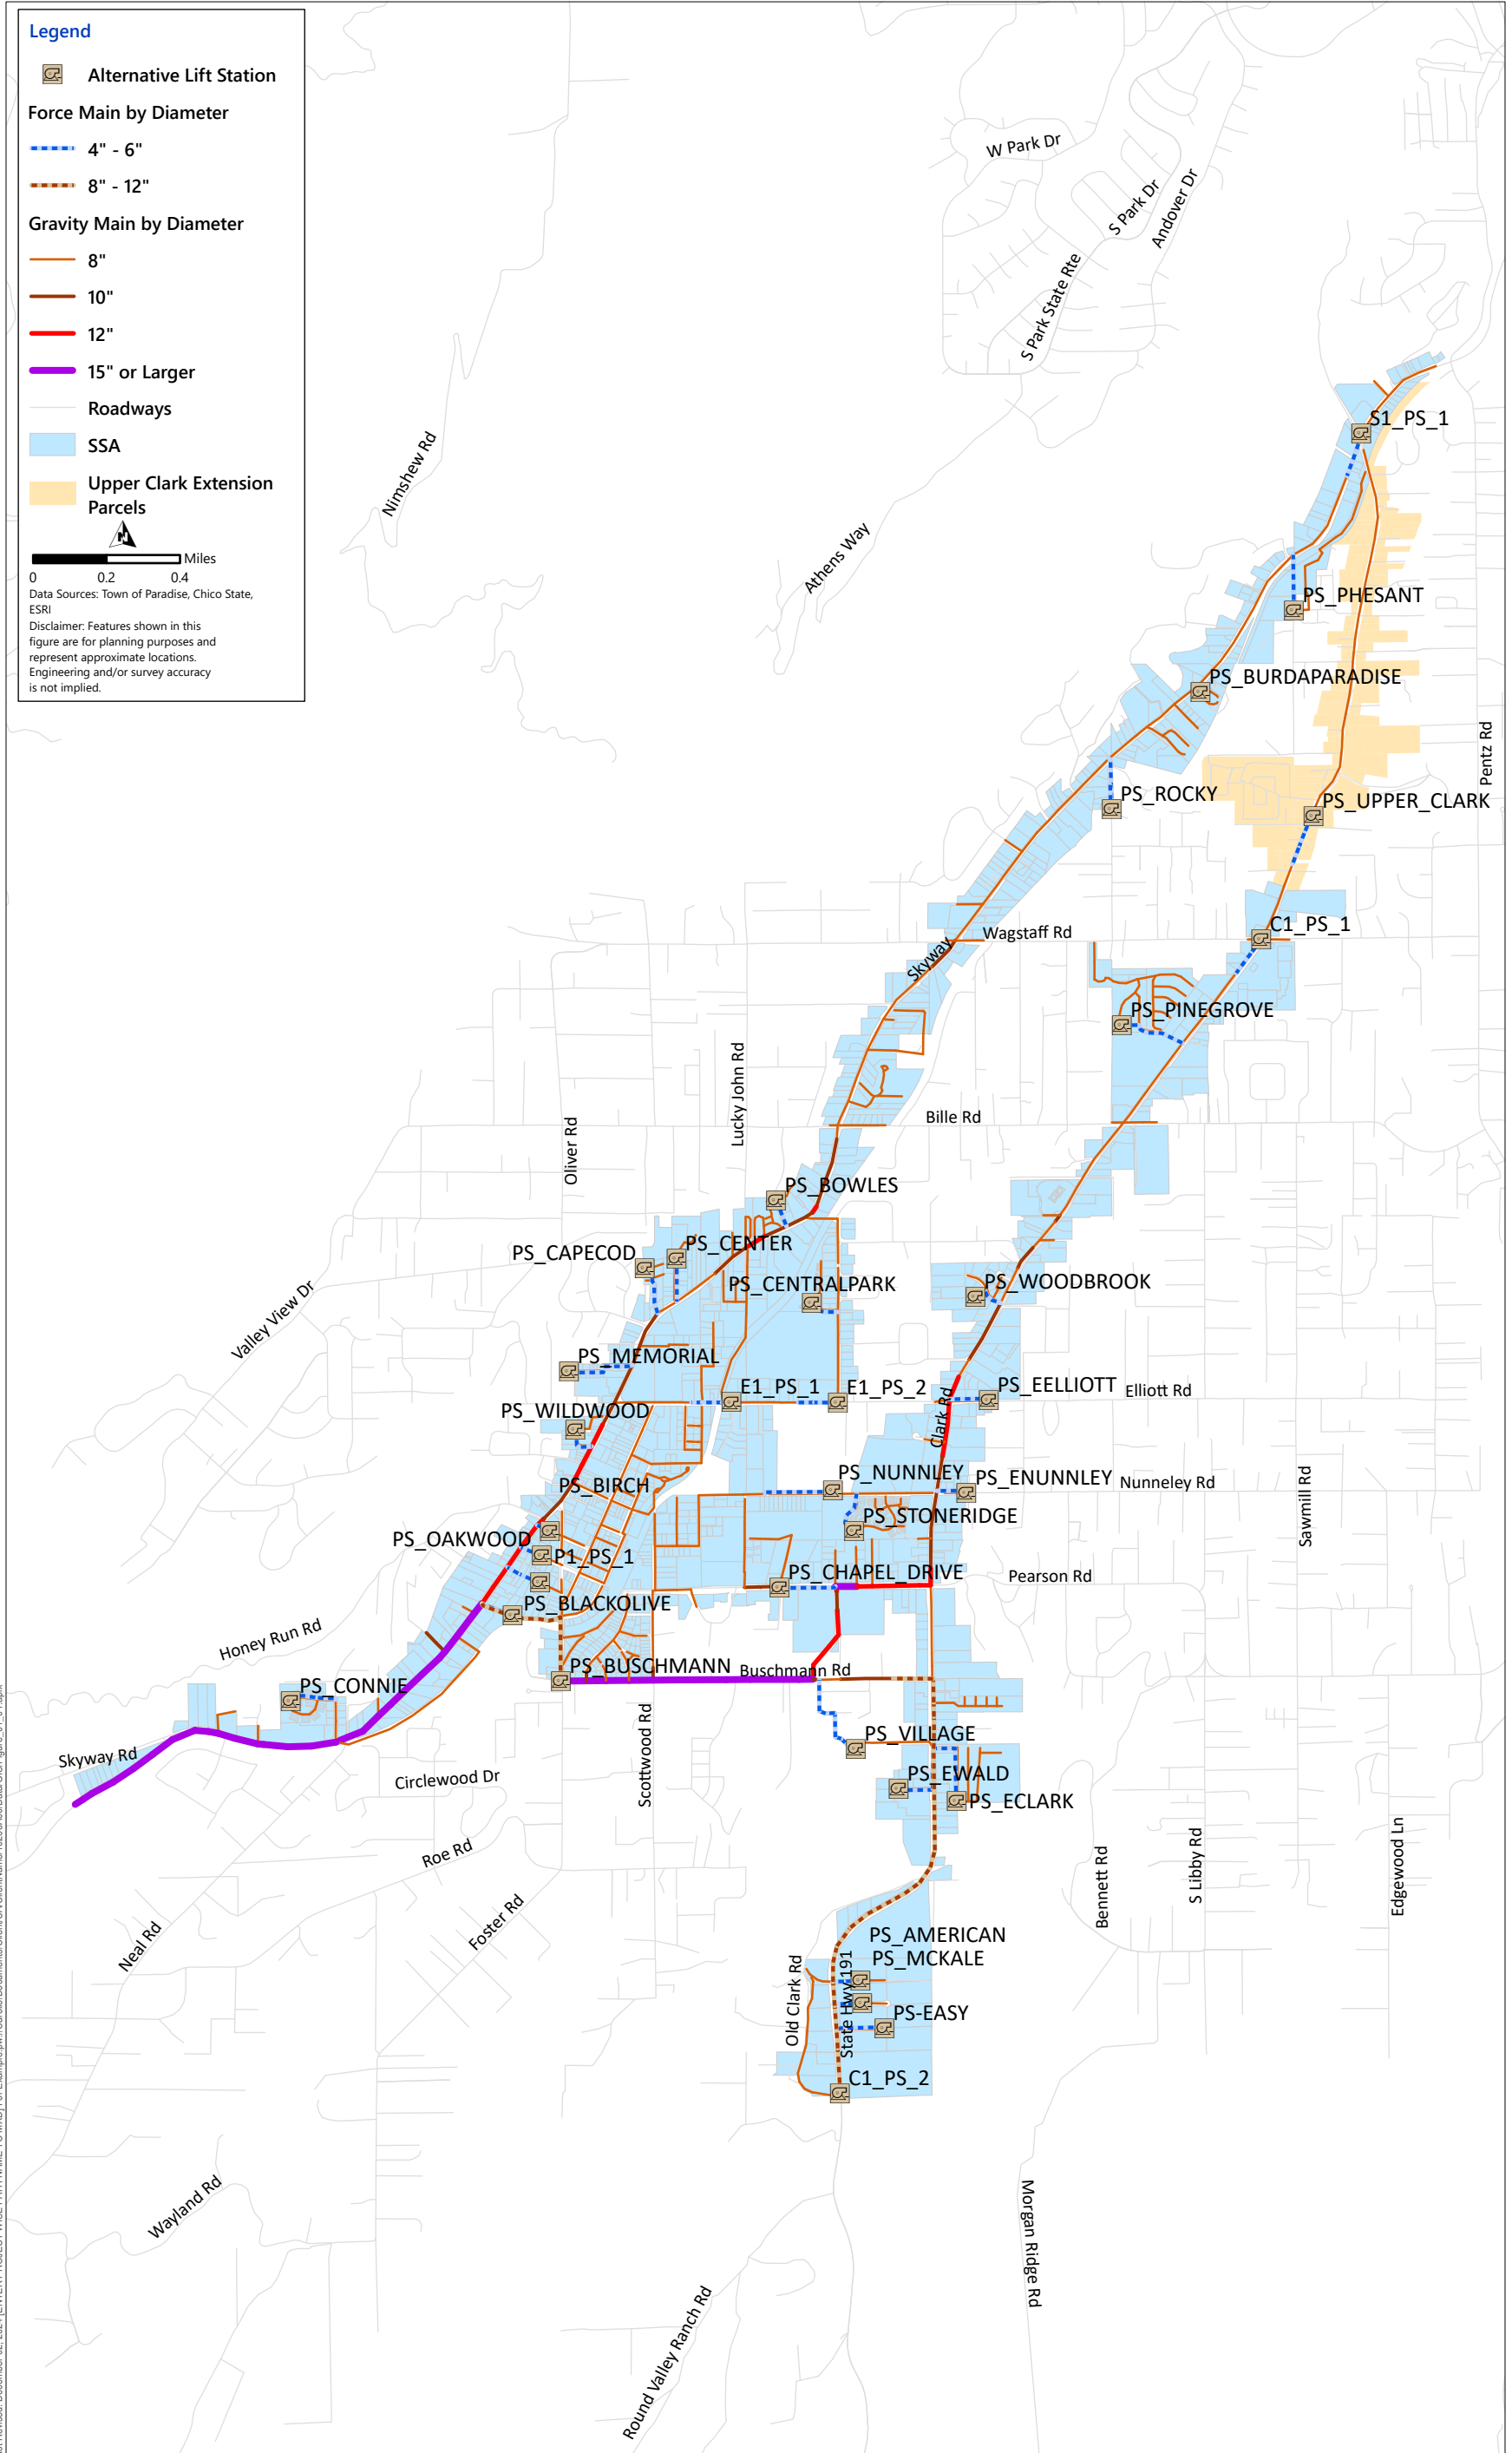 Legend
Alternative Lift Station
Force Main by Diameter
4" - 6"
8" - 12"
Gravity Main by Diameter
8"
10"
12"
15" or Larger
Roadways
SSA
Upper Clark Extension
Parcels
Miles
0 0.2 0.4
Data Sources: Town of Paradise, Chico State,
ESRI
Disclaimer: Features shown in this
figure are for planning purposes and
represent approximate locations.
Engineering and/or survey accuracy
is not implied.
W Park Dr
S Park Dr
Andover Dr
S Park State Rte
Nimshew Rd
Athens Way
S1_PS_1
PS_PHESANT
PS_BURDAPARADISE
Pentz Rd
PS_ROCKY
PS_UPPER_CLARK
C1_PS_1
Wagstaff Rd
Skyway
PS_PINEGROVE
Lucky John Rd
Bille Rd
Oliver Rd
PS_BOWLES
PS_CENTER
PS_CAPECOD
PS_CENTRALPARK
PS_WOODBROOK
Valley View Dr
PS_MEMORIAL
E1_PS_1
E1_PS_2
PS_EELLIOTT
Elliott Rd
Clark Rd
PS_WILDWOOD
PS_BIRCH
PS_NUNNLEY
PS_ENUNNLEY
Nunneley Rd
Sawmill Rd
PS_STONERIDGE
PS_OAKWOOD
P1_PS_1
PS_CHAPEL_DRIVE
Pearson Rd
PS_BLACKOLIVE
Honey Run Rd
PS_BUSCHMANN
Buschmann Rd
PS_CONNIE
Scottwood Rd
PS_VILLAGE
Skyway Rd
Circlewood Dr
PS_EWALD
PS_ECLARK
Roe Rd
Bennett Rd
S Libby Rd
Edgewood Ln
Foster Rd
Neal Rd
PS_AMERICAN
PS_MCKALE
Old Clark Rd
State Hwy 191
PS-EASY
C1_PS_2
Wayland Rd
Morgan Ridge Rd
Round Valley Ranch Rd